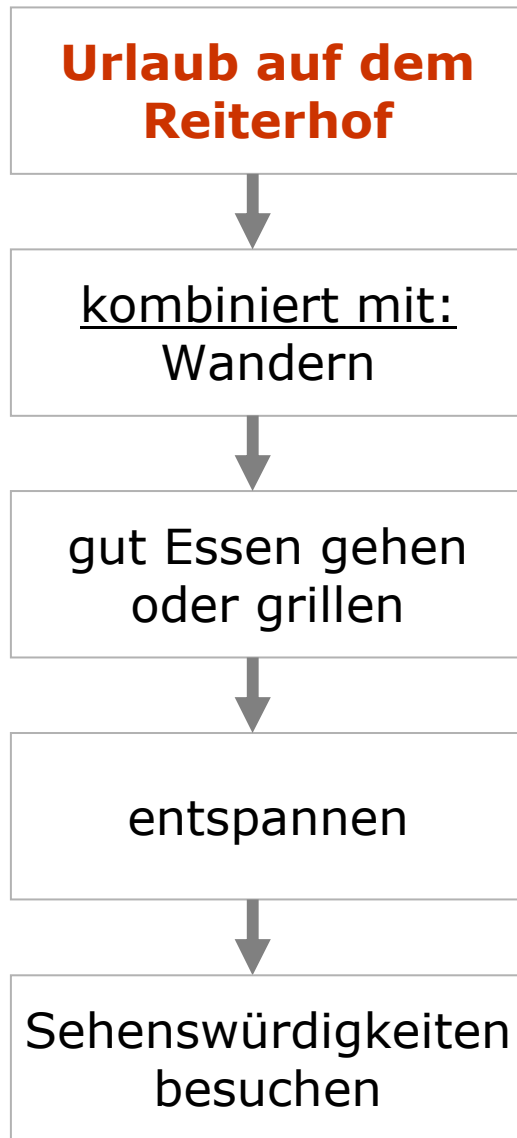 Urlaub auf dem
Reiterhof
kombiniert mit:
Wandern
gut Essen gehen
oder grillen
entspannen
Sehenswürdigkeiten
besuchen